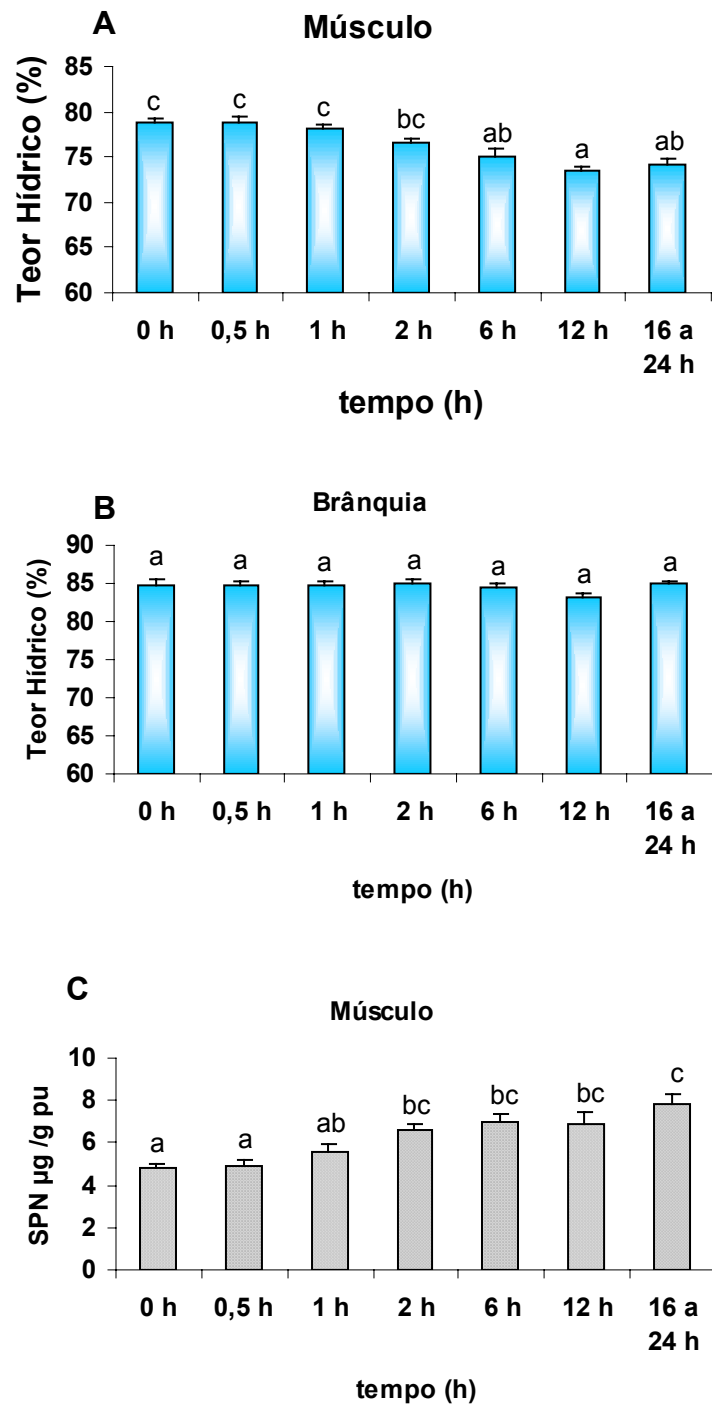 A
Músculo
Teor Hídrico (%)
85
80
75
70
65
60
c c c bc ab a ab
0 h 0,5 h 1 h 2 h 6 h 12 h 16 a
24 h
tempo (h)
B
Brânquia
Teor Hídrico (%)
90
85
80
75
70
65
60
a a a a a a a
0 h 0,5 h 1 h 2 h 6 h 12 h 16 a
24 h
tempo (h)
C
Músculo
SPN µg /g pu
10
8
6
4
2
0
a a ab bc bc bc c
0 h 0,5 h 1 h 2 h 6 h 12 h 16 a
24 h
tempo (h)